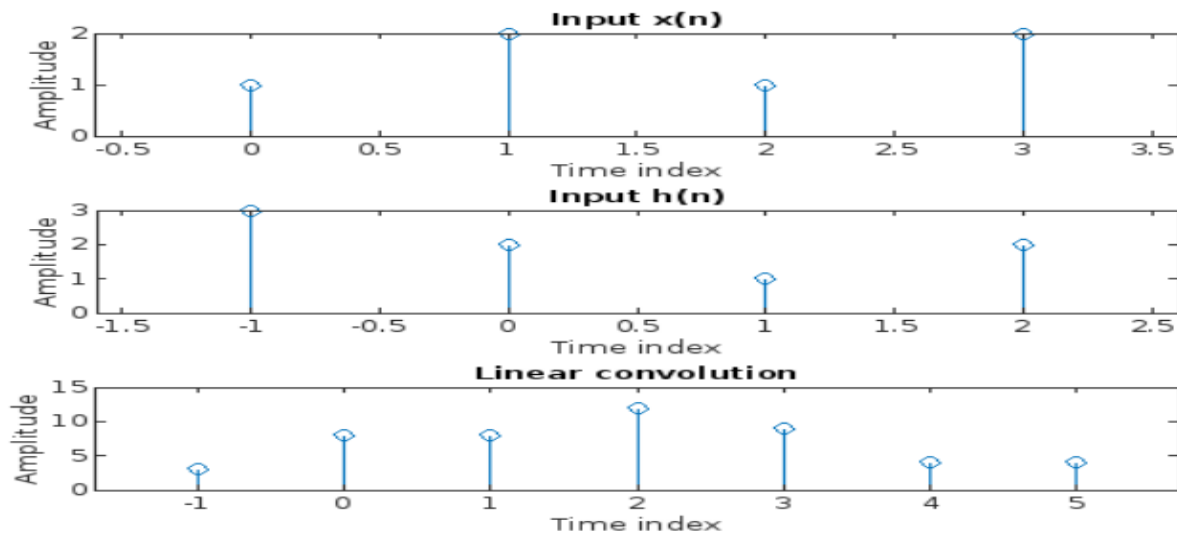 Input x(n)
Amplitude
2
1
0
-0.5 0 0.5 1 1.5 2 2.5 3 3.5
Time index
Input h(n)
Amplitude
3
2
1
0
-1.5 -1 -0.5 0 0.5 1 1.5 2 2.5
Time index
Linear convolution
Amplitude
15
10
5
0
-1 0 1 2 3 4 5
Time index